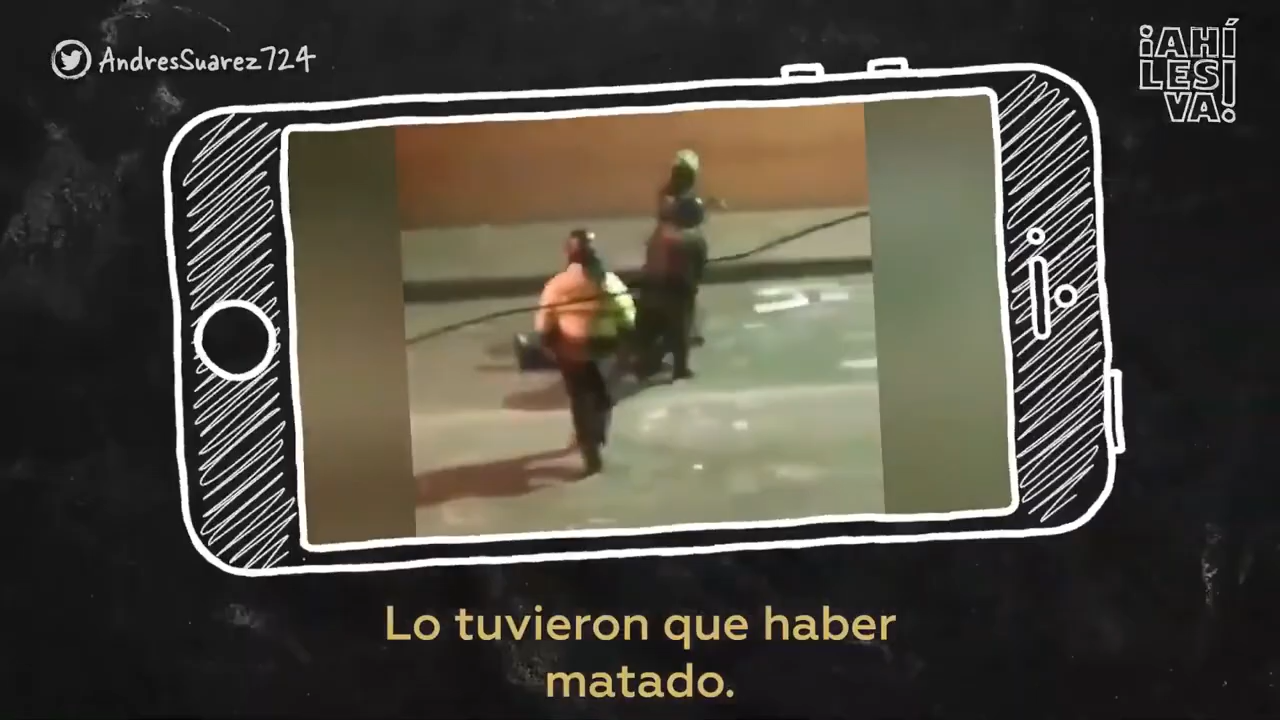 AndresSuarez724
¡AHÍ
LES
VA!
Lo tuvieron que haber
matado.